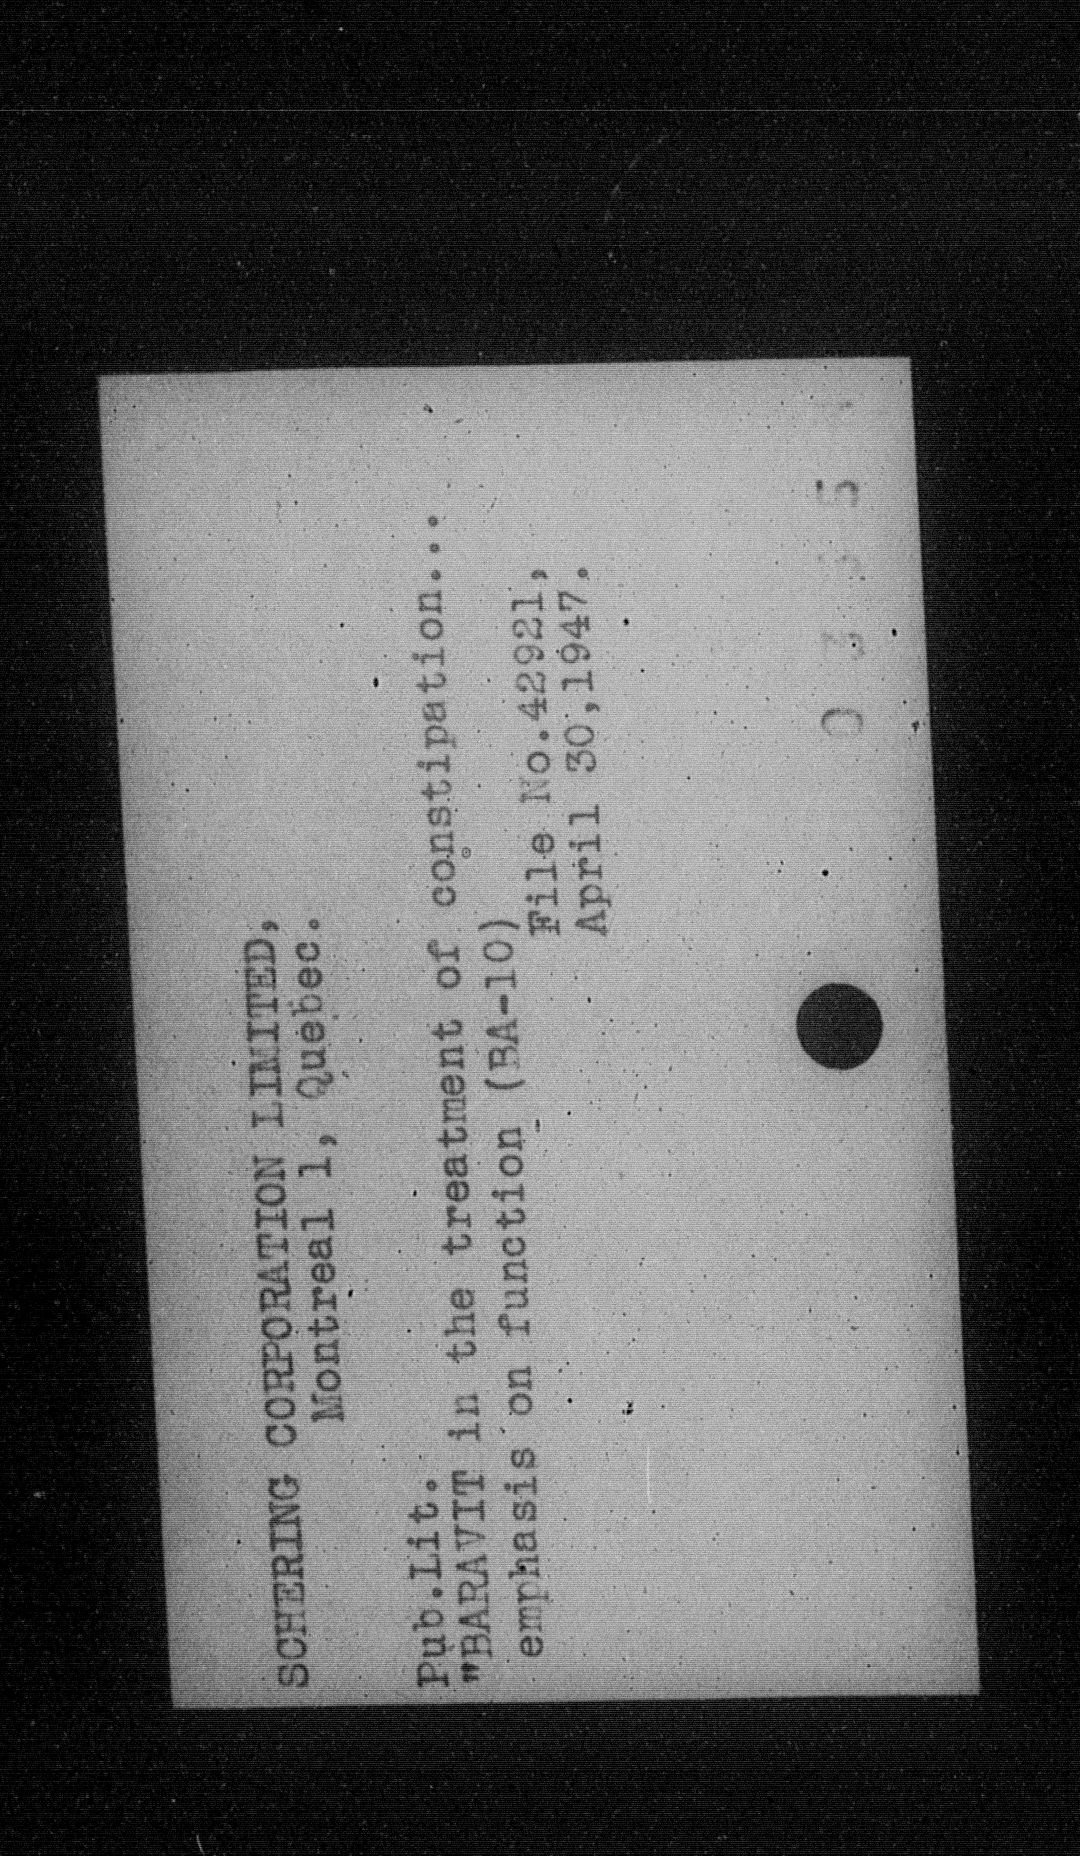 SCHERING CORPORATION LIMITED,
Montreal 1, Quebec.
Pub.Lit.
"BARAVIT in the treatment of constipation...
emphasis on function (BA-10)
File No.42921,
April 30,1947.